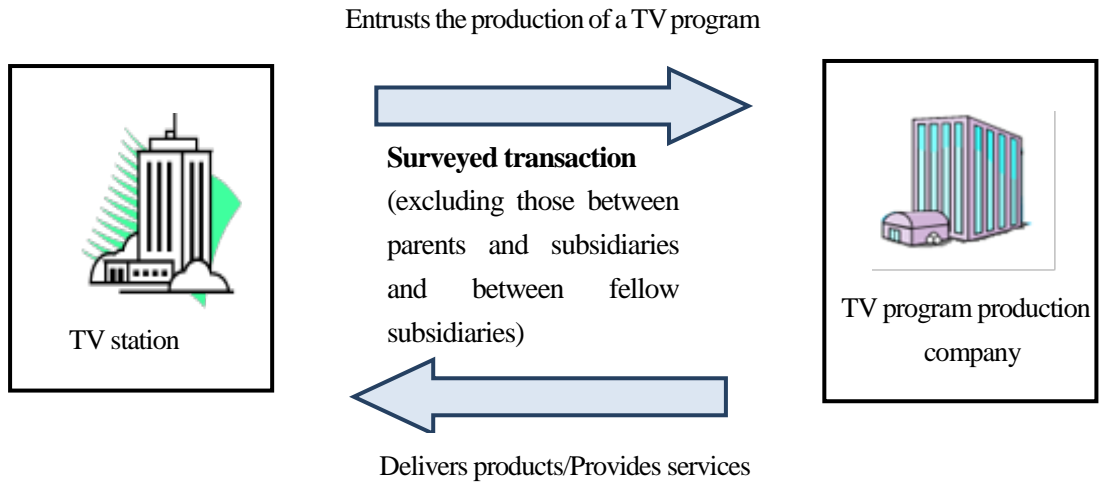 Entrusts the production of a TV program
Surveyed transaction
(excluding those between
parents and subsidiaries
and between fellow
subsidiaries)
TV station
TV program production
company
Delivers products/Provides services